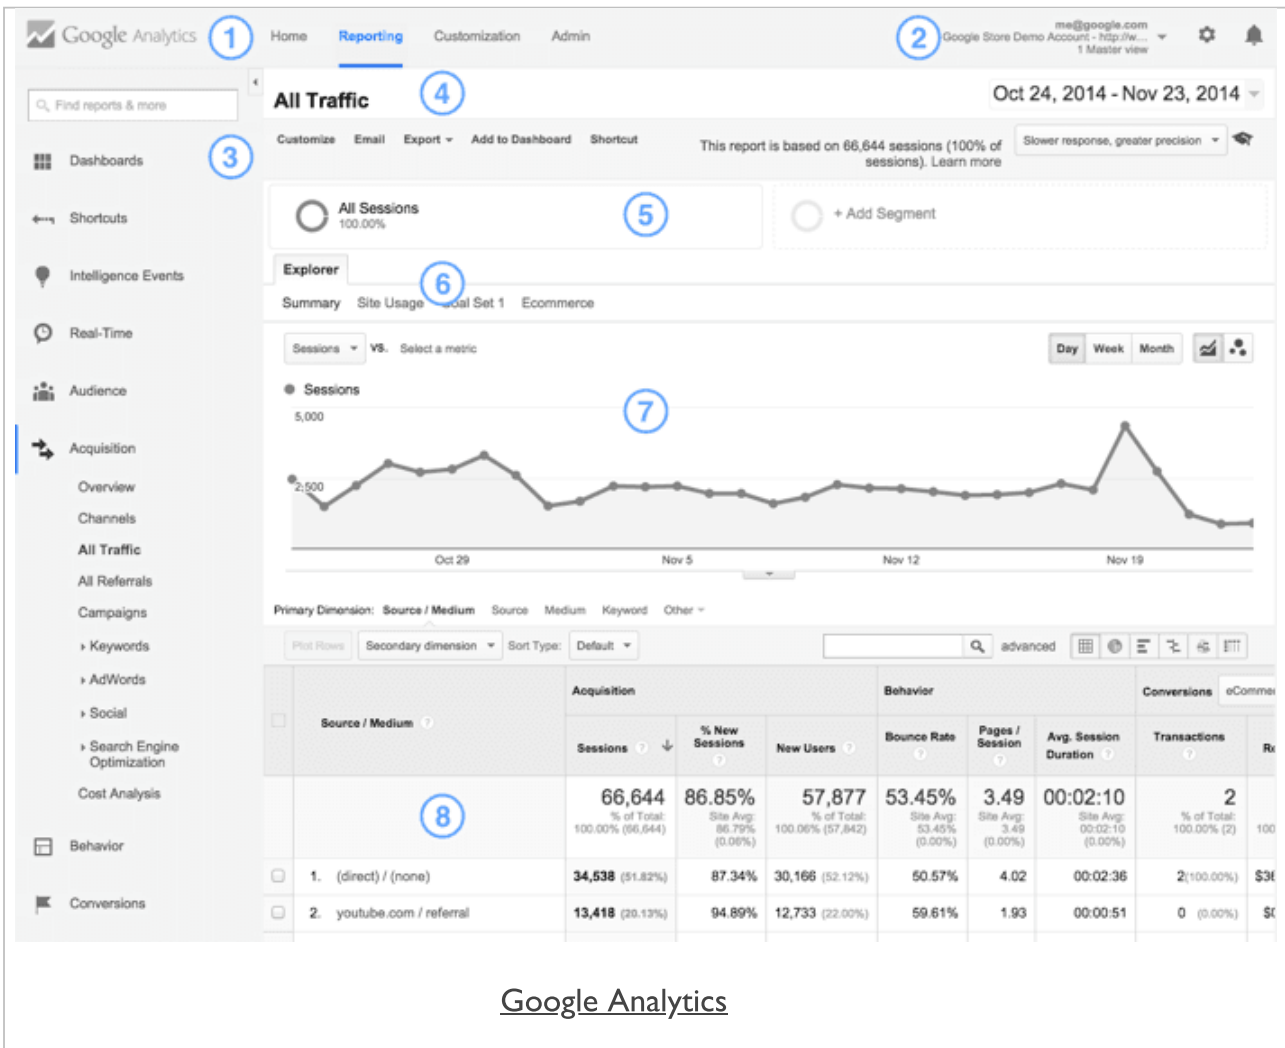 Google Analytics
1
Home Reporting Customization Admin
2
me@google.com
Google Store Demo Account - http://w...
1 Master view
Find reports & more
3
Dashboards
Shortcuts
Intelligence Events
Real-Time
Audience
Acquisition
Overview
Channels
All Traffic
All Referrals
Campaigns
Keywords
AdWords
Social
Search Engine
Optimization
Cost Analysis
Behavior
Conversions
All Traffic
4
Oct 24, 2014 - Nov 23, 2014
Customize Email Export Add to Dashboard Shortcut
This report is based on 66,644 sessions (100% of
sessions). Learn more
Slower response, greater precision
All Sessions
100.00%
5
+ Add Segment
Explorer
6
Summary Site Usage Set 1 Ecommerce
Sessions VS. Select a metric
Day Week Month
Sessions
7
5,000
2,500
Oct 29 Nov 5 Nov 12 Nov 19
Primary Dimension: Source / Medium Source Medium Keyword Other
Plot Rows Secondary dimension Sort Type: Default
advanced
Acquisition Behavior Conversions eCommer
Source / Medium ? Sessions ? % New Sessions ? New Users ? Bounce Rate ? Pages / Session ? Avg. Session Duration ? Transactions ?
8
66,644 86.85% 57,877 53.45% 3.49 00:02:10 2
% of Total: Site Avg: % of Total: Site Avg: Site Avg: Site Avg: % of Total:
100.00% (66,644) 86.79% 100.06% (57,842) 53.45% 3.49 00:02:10 100.00% (2) 100
(0.06%) (0.00%) (0.00%) (0.00%)
1. (direct) / (none) 34,538 (51.82%) 87.34% 30,166 (52.12%) 50.57% 4.02 00:02:36 2(100.00%)
2. youtube.com / referral 13,418 (20.13%) 94.89% 12,733 (22.00%) 59.61% 1.93 00:00:51 0 (0.00%)
Google Analytics